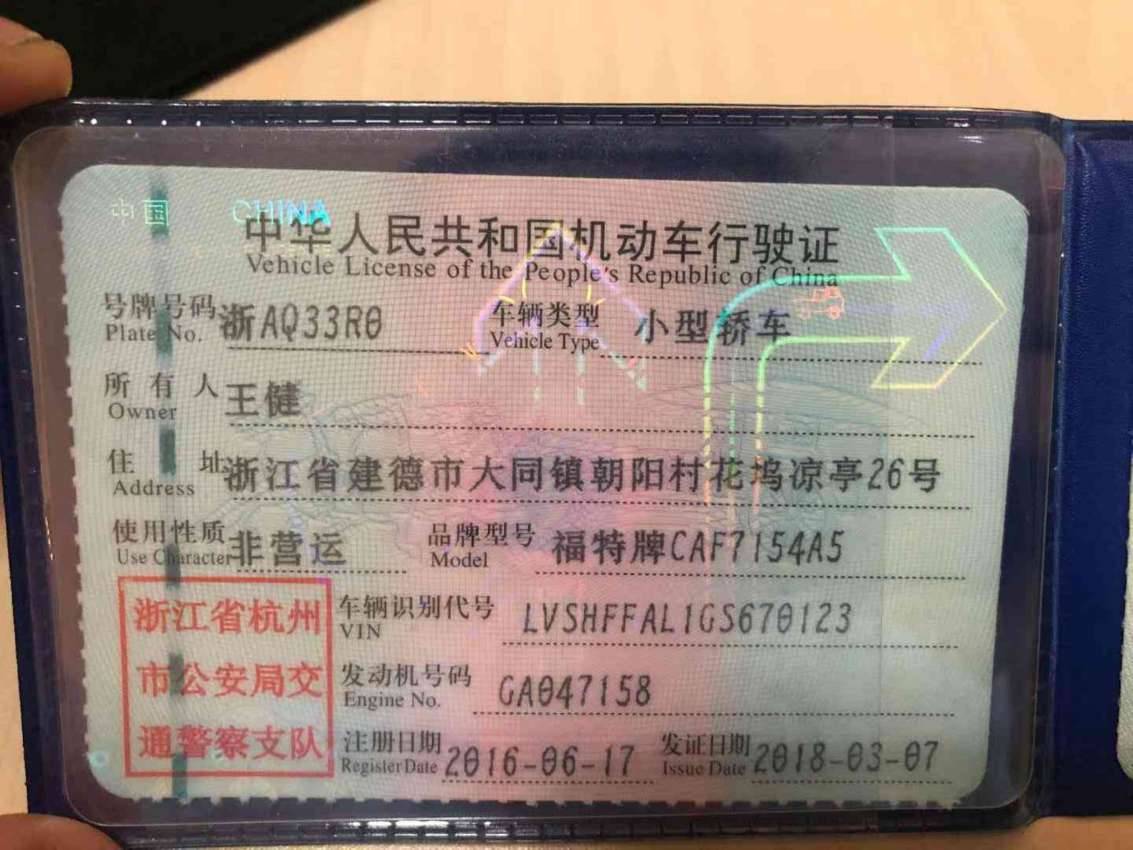 中国 CHINA
中华人民共和国机动车行驶证
Vehicle License of the People's Republic of China
号牌号码 浙AQ33R0 车辆类型 小型轿车
Plate No. Vehicle Type
所有人 王健
Owner
住址 浙江省建德市大同镇朝阳村花坞凉亭26号
Address
使用性质 非营运 品牌型号 福特牌CAF7154A5
Use Character Model
浙江省杭州 车辆识别代号 LVSHFFAL1GS670123
VIN
市公安局交 发动机号码 GA047158
Engine No.
通警察支队 注册日期 2016-06-17 发证日期 2018-03-07
Register Date Issue Date